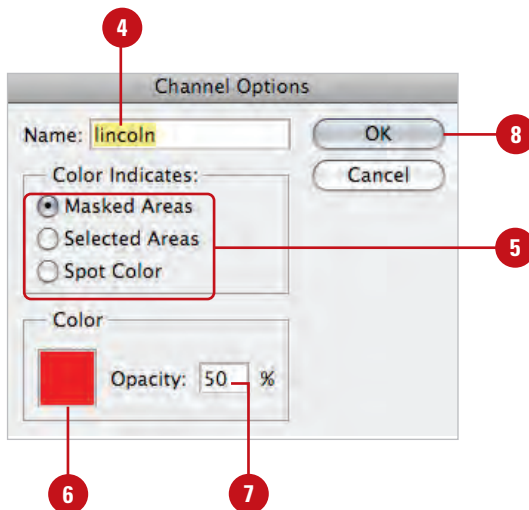 4
Channel Options
Name: lincoln
OK
8
Color Indicates:
Cancel
Masked Areas
Selected Areas
5
Spot Color
Color
Opacity: 50 %
6
7